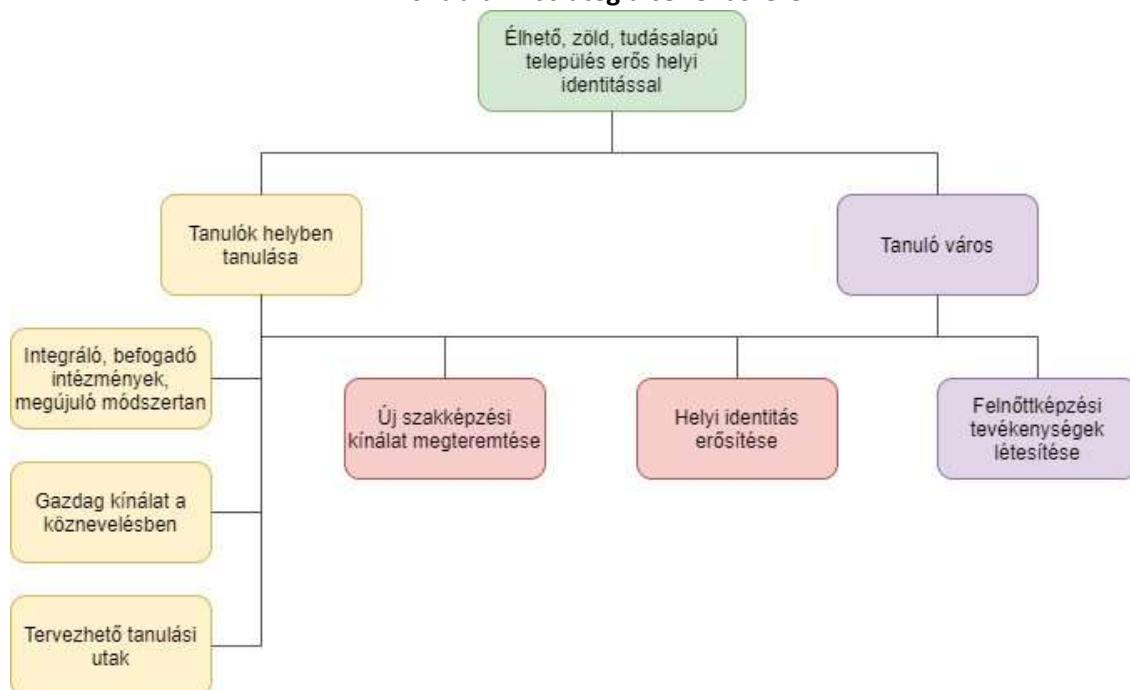 Élhető, zöld, tudásalapú
település erős helyi
identitással
Tanulók helyben
tanulása
Tanuló város
Integráló, befogadó
intézmények,
megújuló módszertan
Új szakképzési
kínálat megteremtése
Helyi identitás
erősítése
Felnőttképzési
tevékenységek
létesítése
Gazdag kínálat a
köznevelésben
Tervezhető tanulási
utak